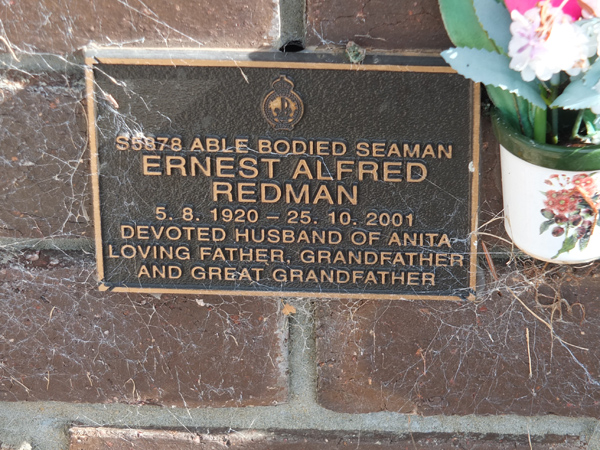 S5878 ABLE BODIED SEAMAN
ERNEST ALFRED
REDMAN
5. 8. 1920 – 25. 10. 2001
DEVOTED HUSBAND OF ANITA
LOVING FATHER, GRANDFATHER
AND GREAT GRANDFATHER